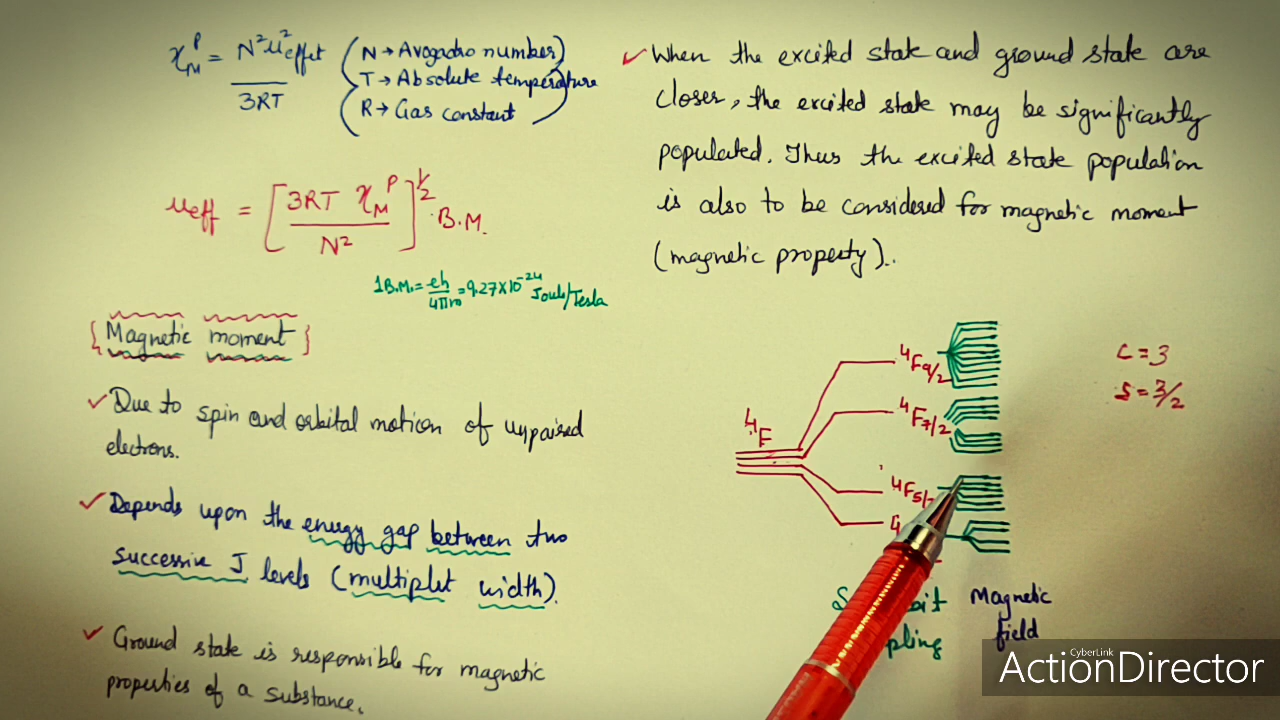 χ_M^P = N²μ²effet / 3RT
(N → Avogadro number)
T → Absolute temperature
R → Gas constant
μeff = [3RT χ_M^P / N²]^1/2 B.M.
1 B.M. = eh / 4πm = 9.27×10^-24 Joule/Tesla
{Magnetic moment}
✓ Due to spin and orbital motion of unpaired
electrons.
✓ Depends upon the energy gap between two
successive J levels (multiplet width).
✓ Ground state is responsible for magnetic
properties of a substance.
✓ When the excited state and ground state are
closer, the excited state may be significantly
populated. Thus the excited state population
is also to be considered for magnetic moment
(magnetic property).
4F
4F9/2
4F7/2
4F5/
4
L = 3
S = 3/2
Magnetic
field
CyberLink
ActionDirector